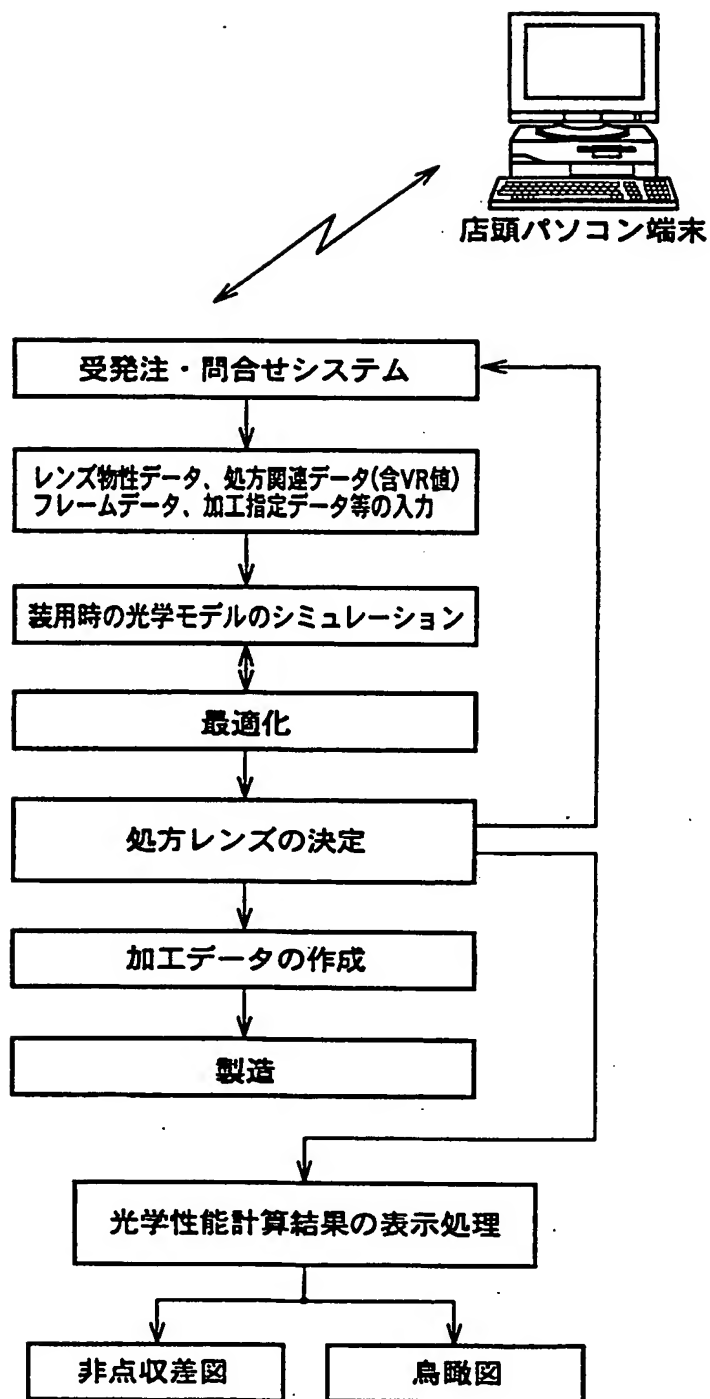 店頭パソコン端末
受発注・問合せシステム
レンズ物性データ、処方関連データ(含VR値)
フレームデータ、加工指定データ等の入力
装用時の光学モデルのシミュレーション
最適化
処方レンズの決定
加工データの作成
製造
光学性能計算結果の表示処理
非点収差図
鳥瞰図